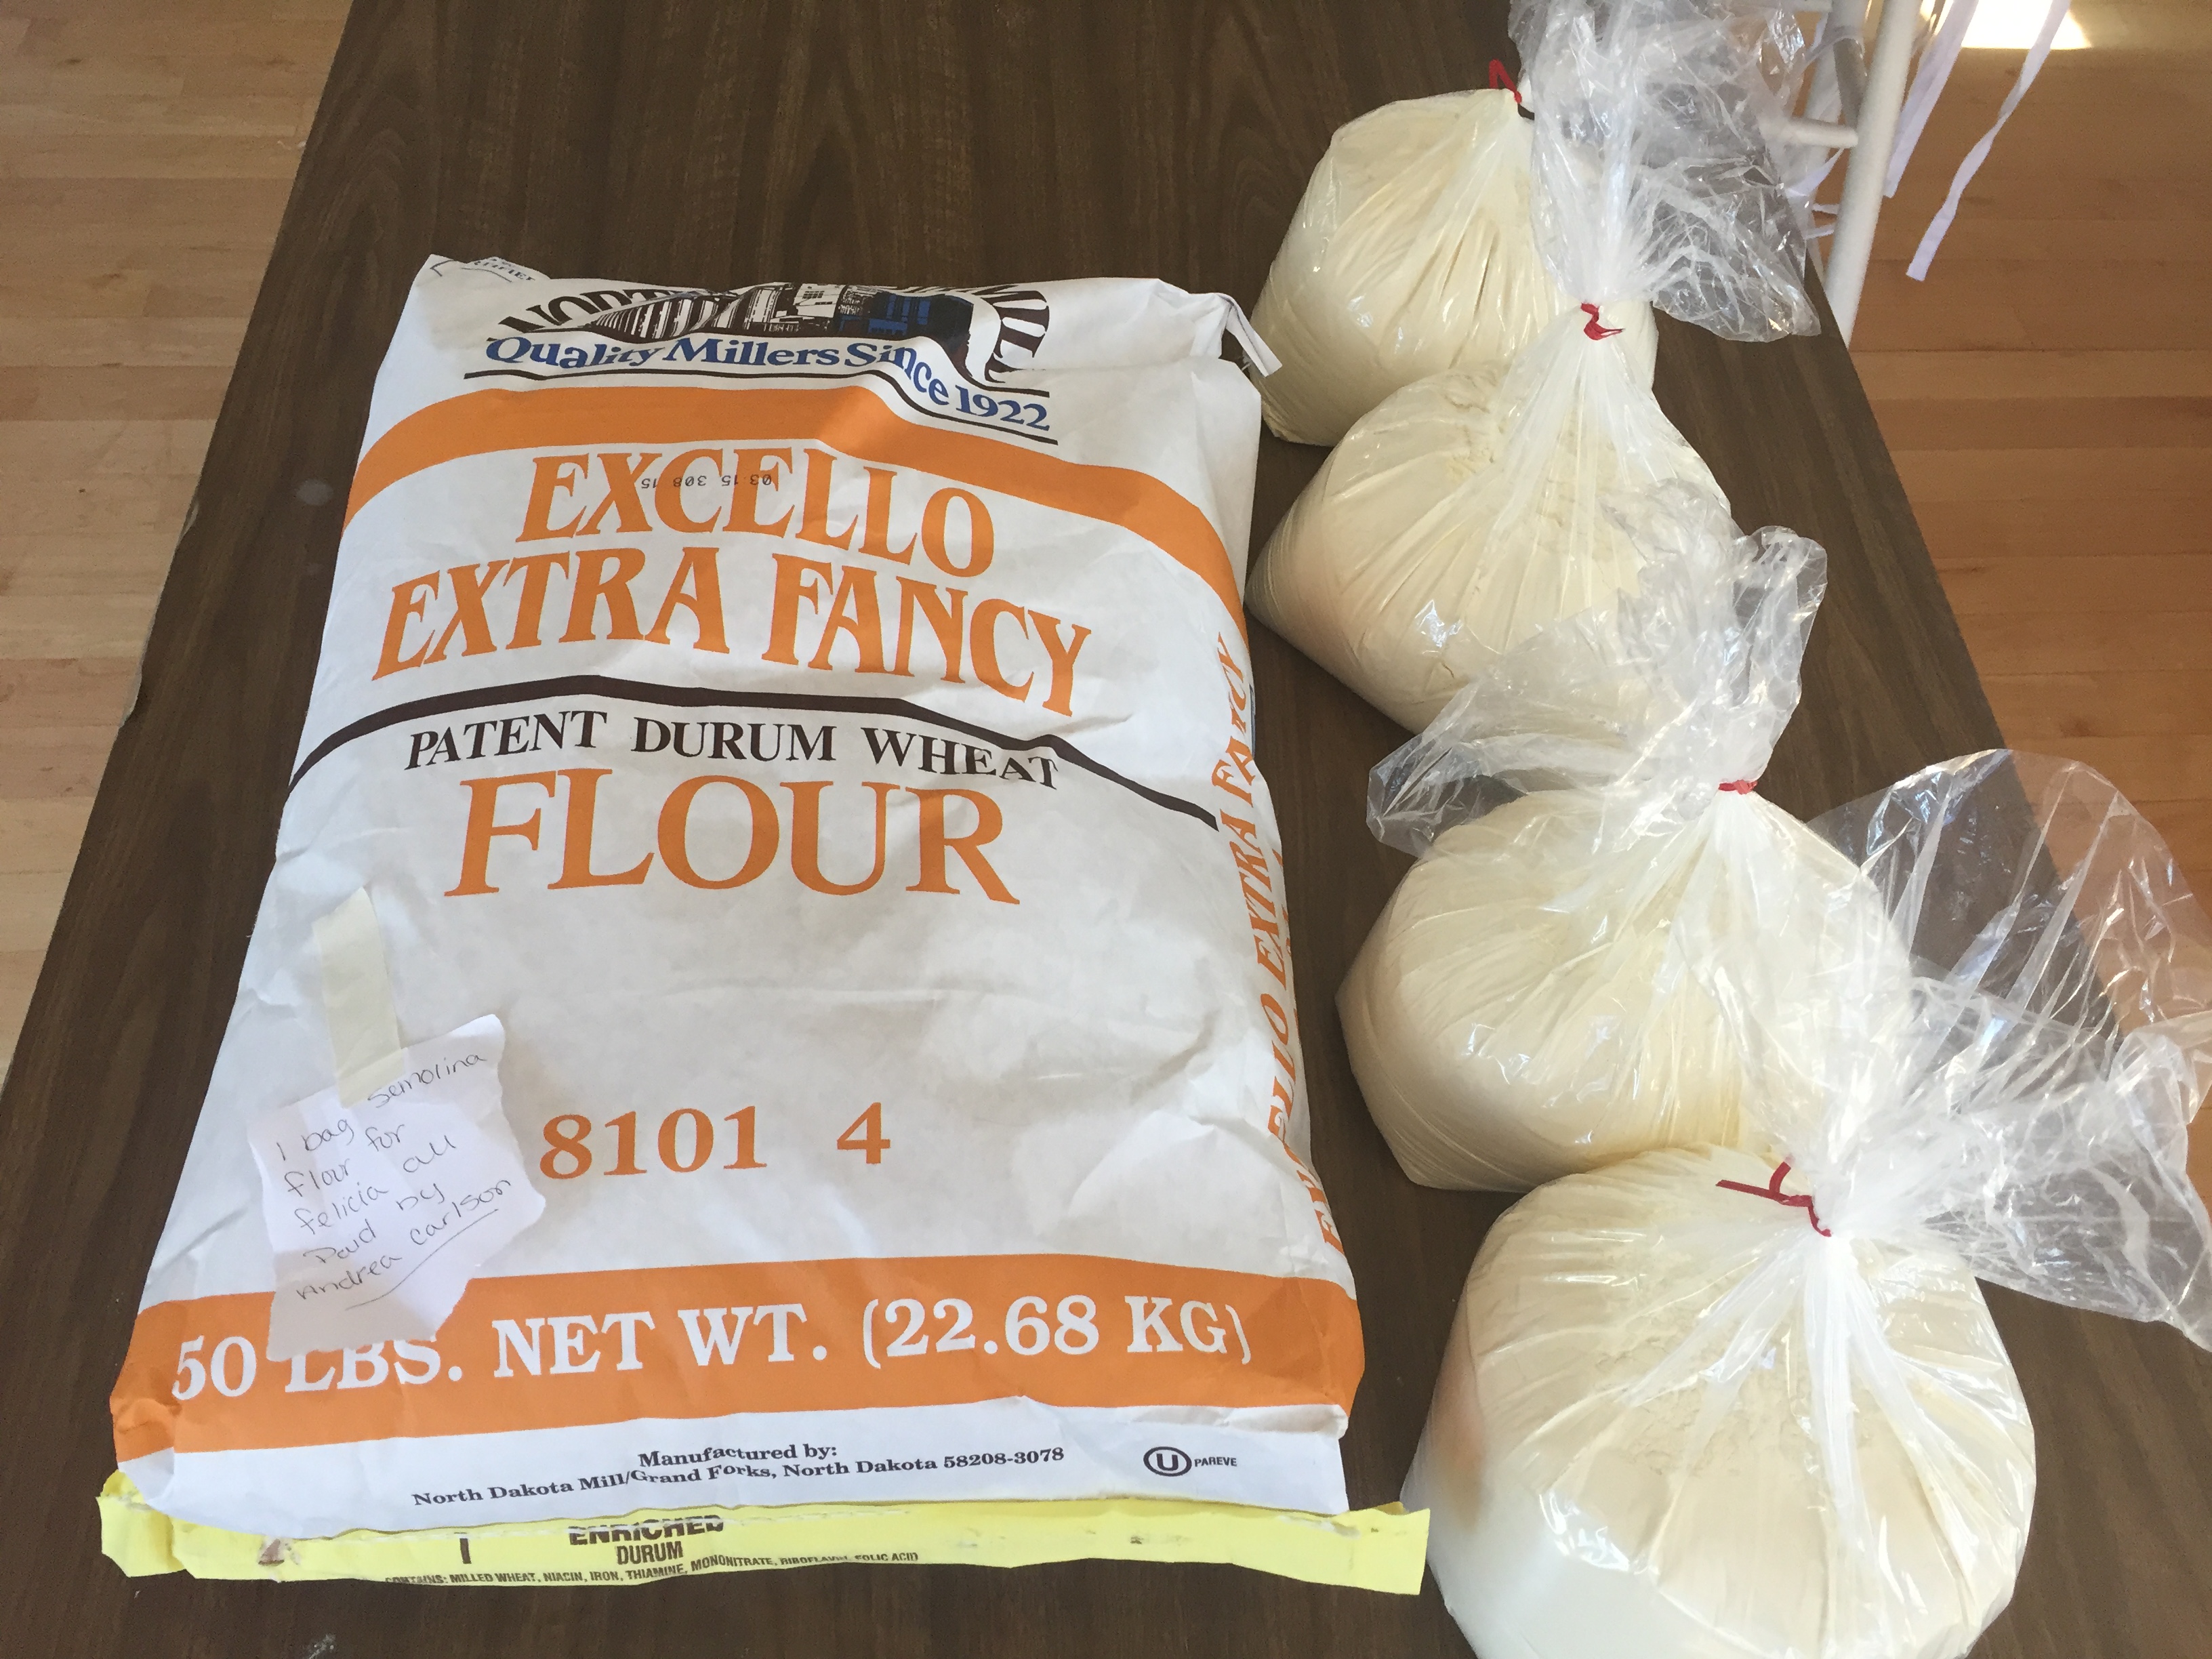 Quality Millers Since 1922
EXCELLO
03 15 308 15
EXTRA FANCY
PATENT DURUM WHEAT
FLOUR
EXCELLO EXTRA FANCY
1 bag semolina
flour for
felicia all
Paid by
Andrea Carlson
8101 4
50 LBS. NET WT. (22.68 KG)
Manufactured by:
North Dakota Mill/Grand Forks, North Dakota 58208-3078
U PAREVE
ENRICHED
DURUM
CONTAINS: MILLED WHEAT, NIACIN, IRON, THIAMINE, MONONITRATE, RIBOFLAVIN, FOLIC ACID